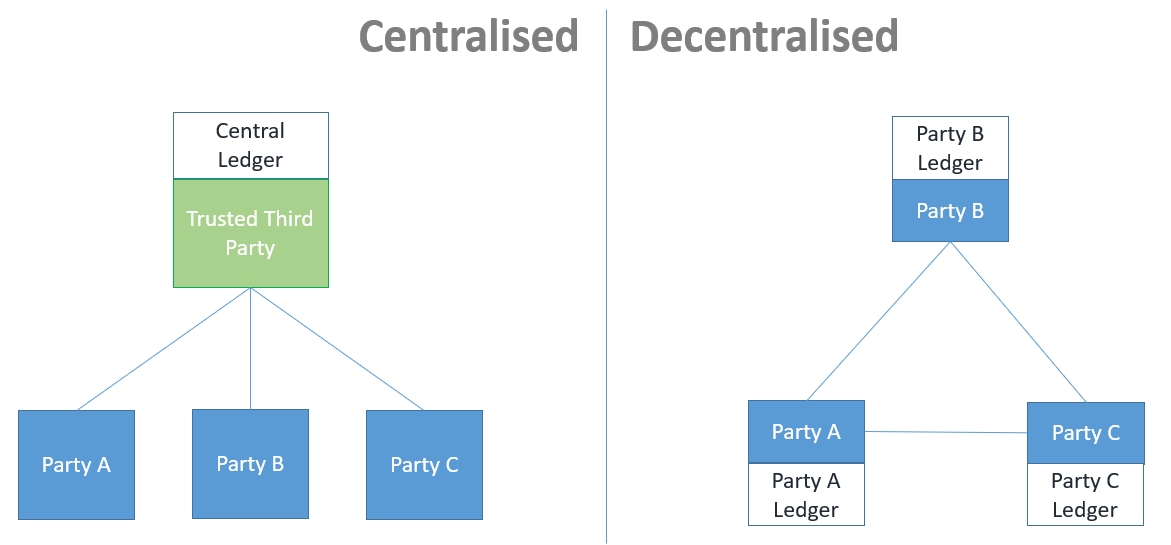 Centralised
Central
Ledger
Trusted Third
Party
Party A
Party B
Party C
Decentralised
Party B
Ledger
Party B
Party A
Party A
Ledger
Party C
Party C
Ledger